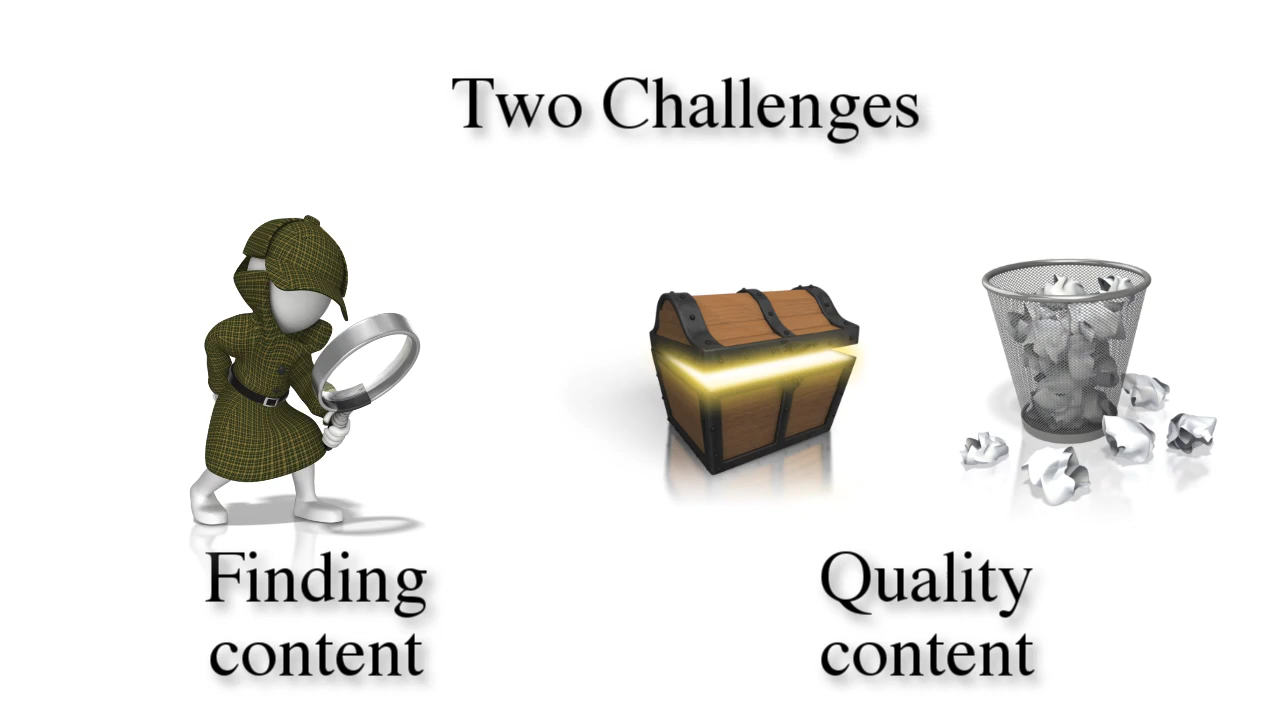 Two Challenges
Finding
content
Quality
content